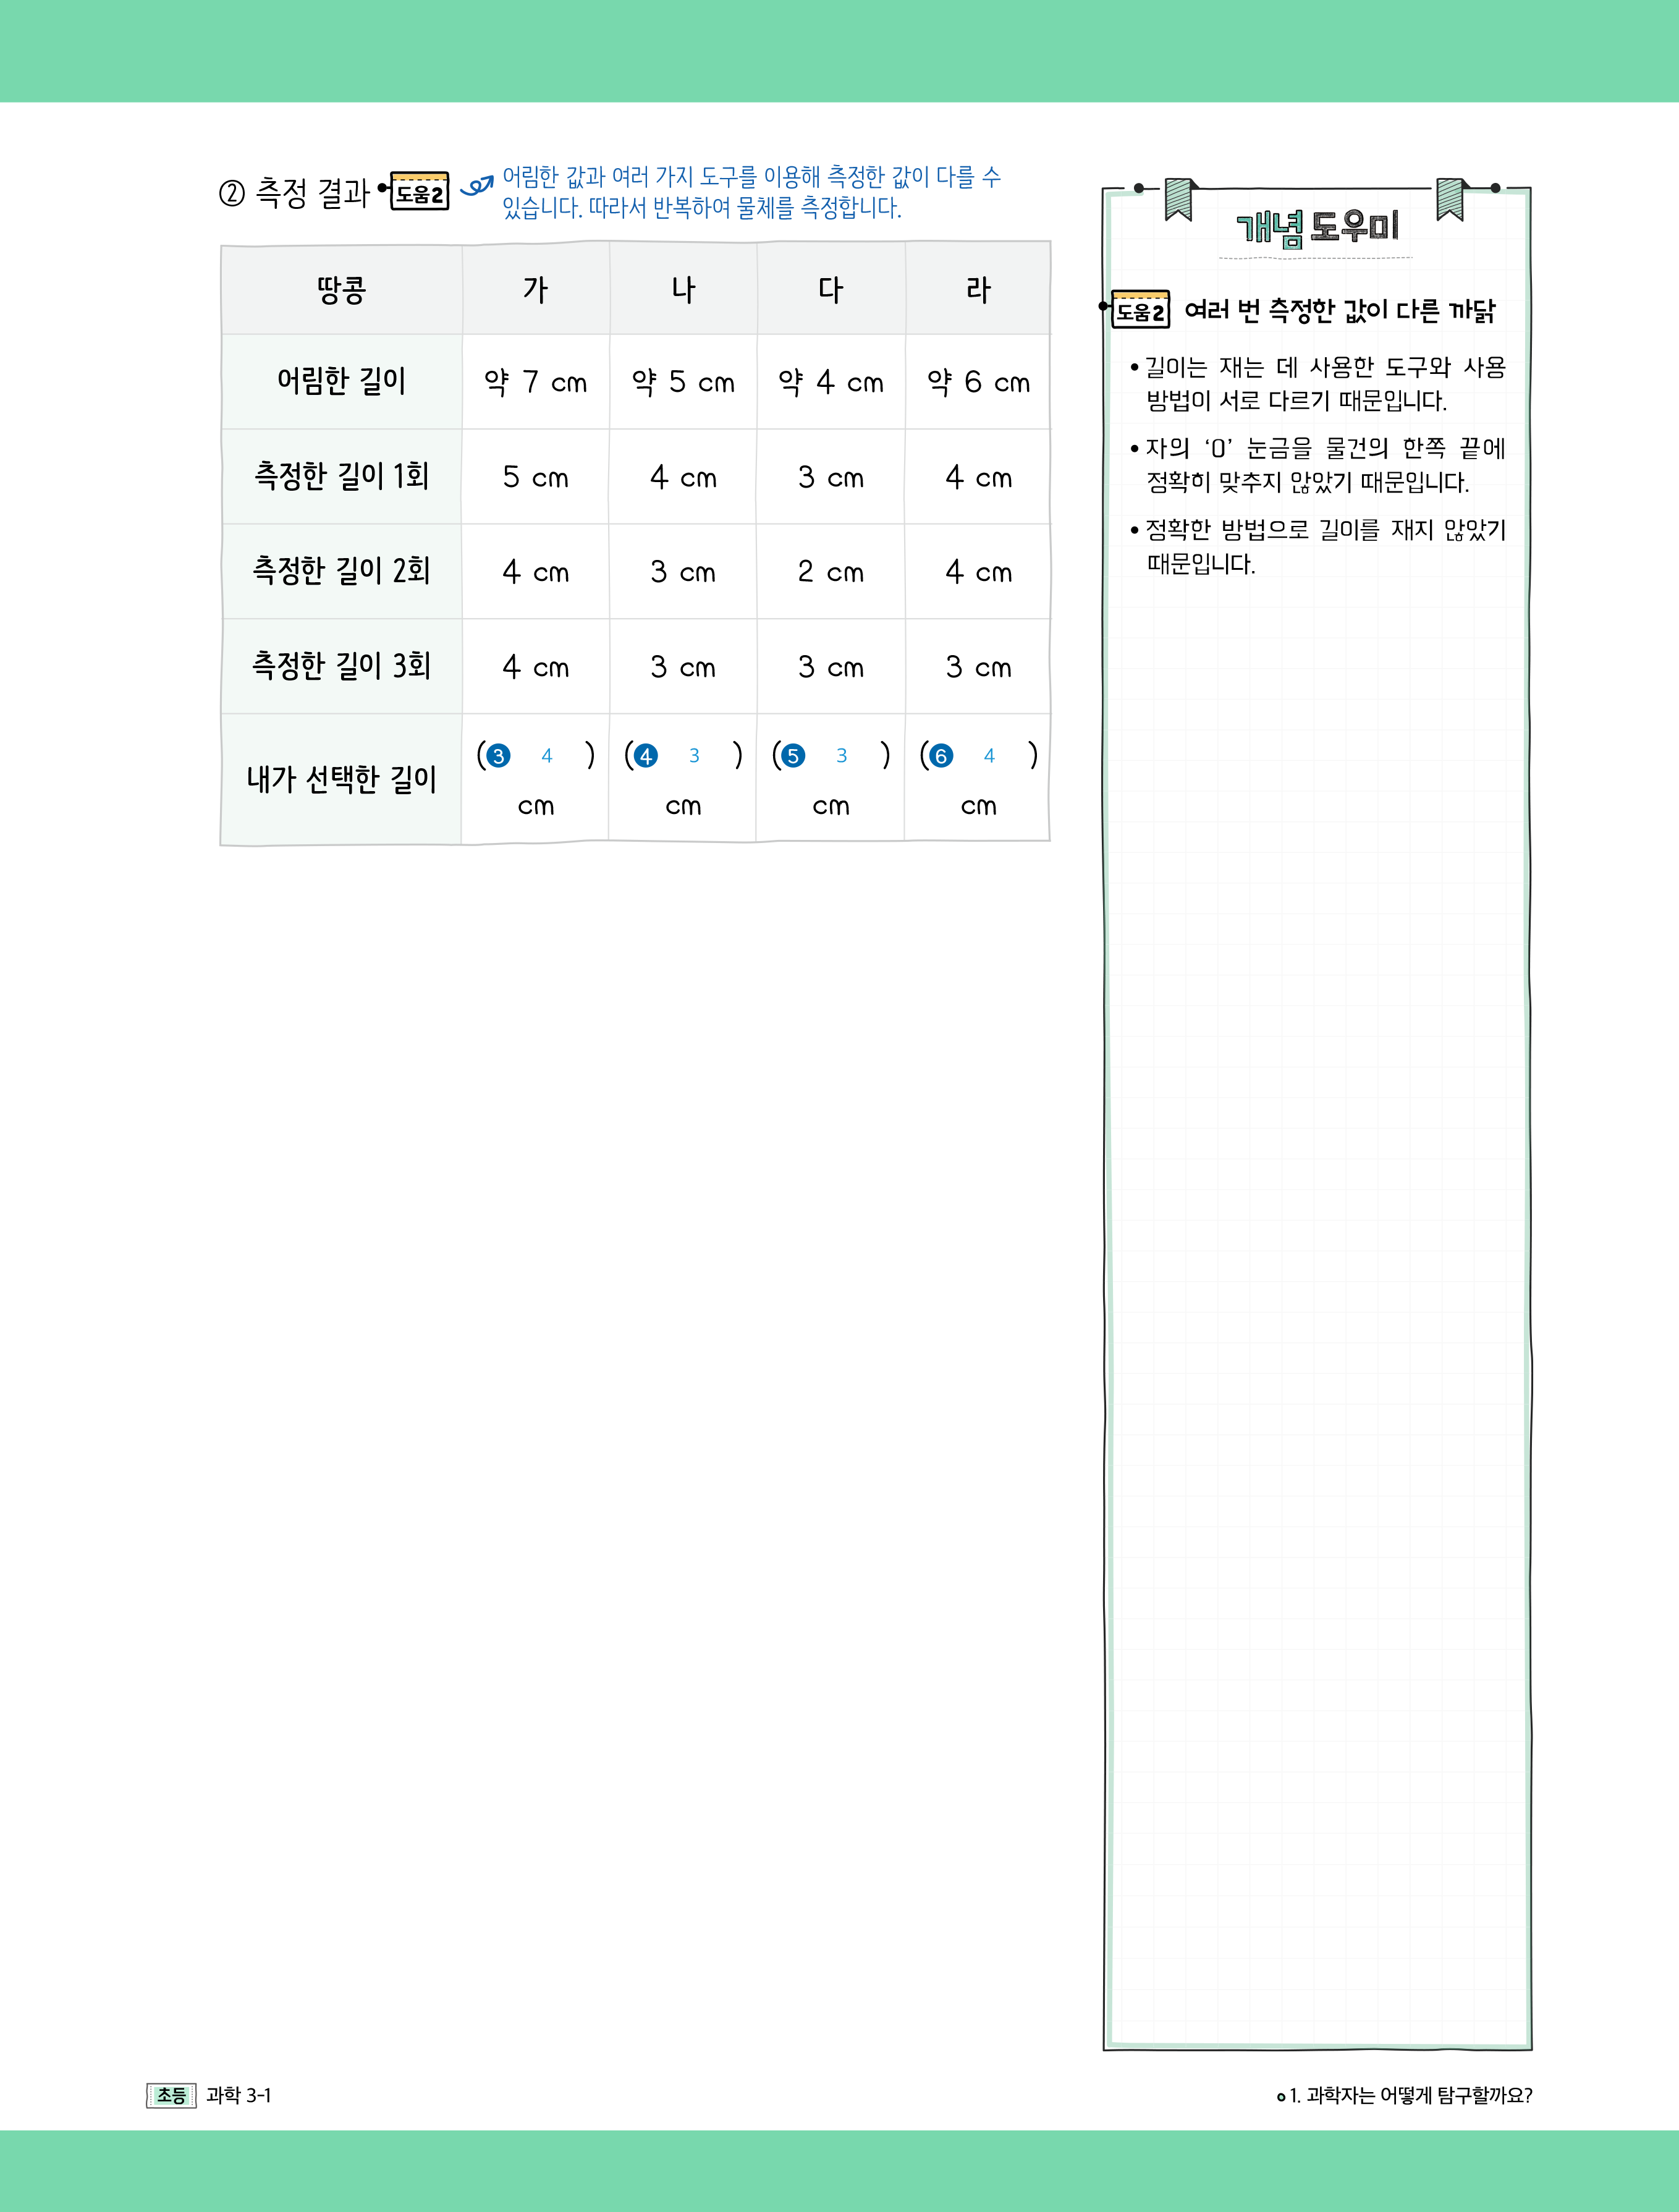 ② 측정 결과 도움2 어림한 값과 여러 가지 도구를 이용해 측정한 값이 다를 수
있습니다. 따라서 반복하여 물체를 측정합니다.
땅콩 가 나 다 라
어림한 길이 약 7 cm 약 5 cm 약 4 cm 약 6 cm
측정한 길이 1회 5 cm 4 cm 3 cm 4 cm
측정한 길이 2회 4 cm 3 cm 2 cm 4 cm
측정한 길이 3회 4 cm 3 cm 3 cm 3 cm
내가 선택한 길이 (❸ 4 ) cm (❹ 3 ) cm (❺ 3 ) cm (❻ 4 ) cm
개념 도우미
도움2 여러 번 측정한 값이 다른 까닭
• 길이는 재는 데 사용한 도구와 사용
방법이 서로 다르기 때문입니다.
• 자의 ‘0’ 눈금을 물건의 한쪽 끝에
정확히 맞추지 않았기 때문입니다.
• 정확한 방법으로 길이를 재지 않았기
때문입니다.
초등 과학 3-1
1. 과학자는 어떻게 탐구할까요?